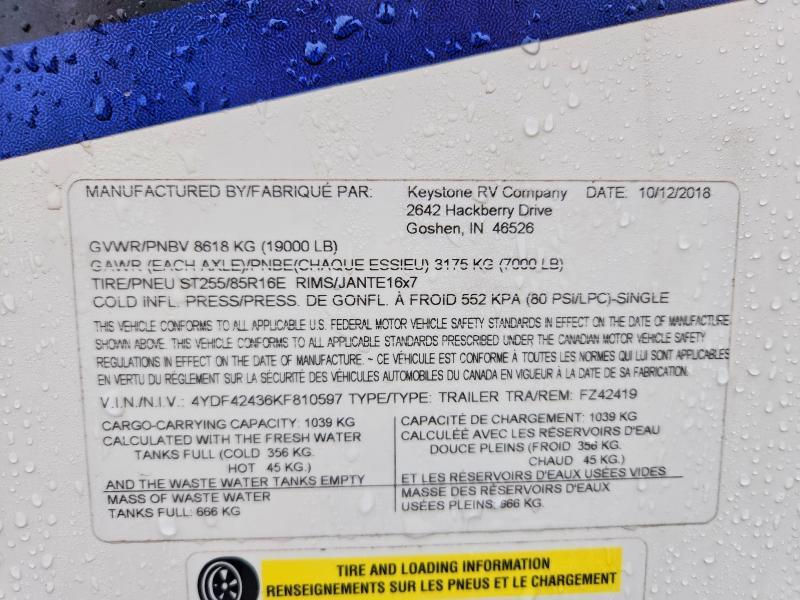 MANUFACTURED BY/FABRIQUÉ PAR: Keystone RV Company DATE: 10/12/2018
2642 Hackberry Drive
Goshen, IN 46526
GVWR/PNBV 8618 KG (19000 LB)
GAWR (EACH AXLE)/PNBE(CHAQUE ESSIEU) 3175 KG (7000 LB)
TIRE/PNEU ST255/85R16E RIMS/JANTE16x7
COLD INFL. PRESS/PRESS. DE GONFL. À FROID 552 KPA (80 PSI/LPC)-SINGLE
THIS VEHICLE CONFORMS TO ALL APPLICABLE U.S. FEDERAL MOTOR VEHICLE SAFETY STANDARDS IN EFFECT ON THE DATE OF MANUFACTURE
SHOWN ABOVE. THIS VEHICLE CONFORMS TO ALL APPLICABLE STANDARDS PRESCRIBED UNDER THE CANADIAN MOTOR VEHICLE SAFETY
REGULATIONS IN EFFECT ON THE DATE OF MANUFACTURE ~ CE VÉHICULE EST CONFORME À TOUTES LES NORMES QUI LUI SONT APPLICABLES
EN VERTU DU RÈGLEMENT SUR LA SÉCURITÉ DES VÉHICULES AUTOMOBILES DU CANADA EN VIGUEUR À LA DATE DE SA FABRICATION.
V.I.N./N.I.V.: 4YDF42436KF810597 TYPE/TYPE: TRAILER TRA/REM: FZ42419
CARGO-CARRYING CAPACITY: 1039 KG
CALCULATED WITH THE FRESH WATER
TANKS FULL (COLD 356 KG.
HOT 45 KG.)
AND THE WASTE WATER TANKS EMPTY
MASS OF WASTE WATER
TANKS FULL: 666 KG
CAPACITÉ DE CHARGEMENT: 1039 KG
CALCULÉE AVEC LES RÉSERVOIRS D'EAU
DOUCE PLEINS (FROID 356 KG.
CHAUD 45 KG.)
ET LES RÉSERVOIRS D'EAUX USÉES VIDES
MASSE DES RÉSERVOIRS D'EAUX
USÉES PLEINS: 666 KG.
TIRE AND LOADING INFORMATION
RENSEIGNEMENTS SUR LES PNEUS ET LE CHARGEMENT